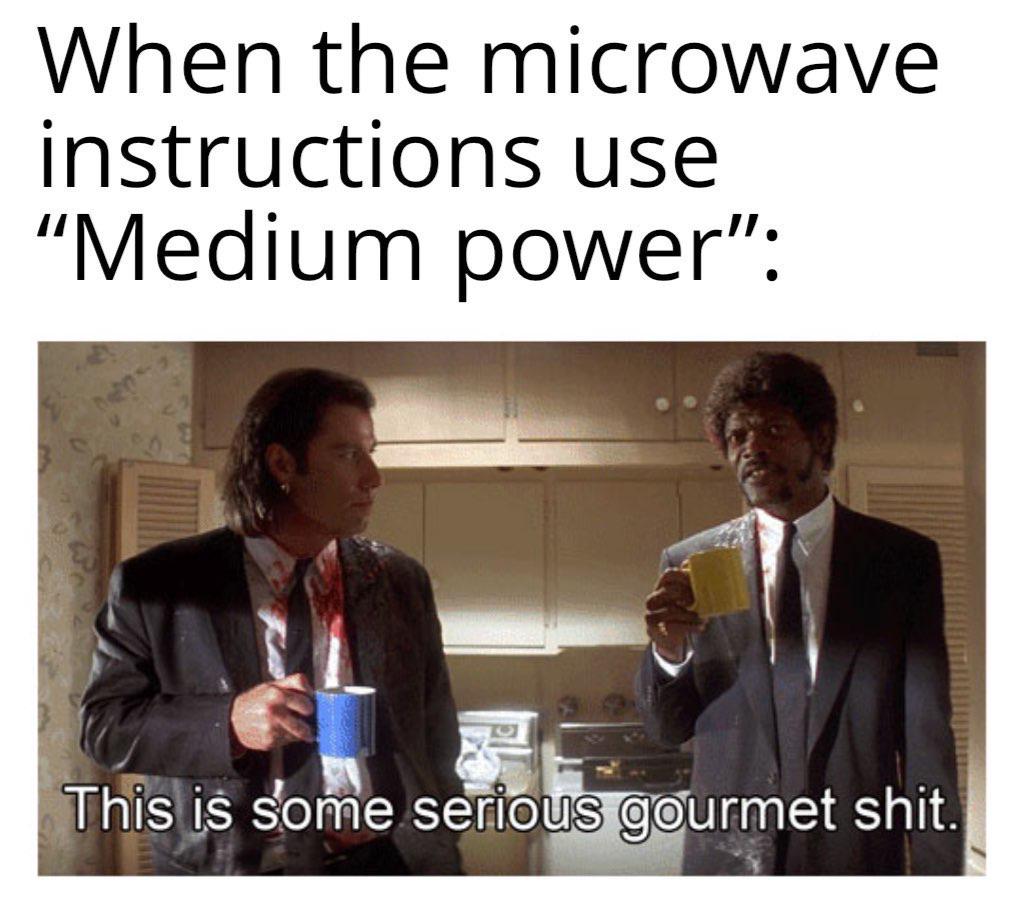 When the microwave
instructions use
“Medium power”:
This is some serious gourmet shit.